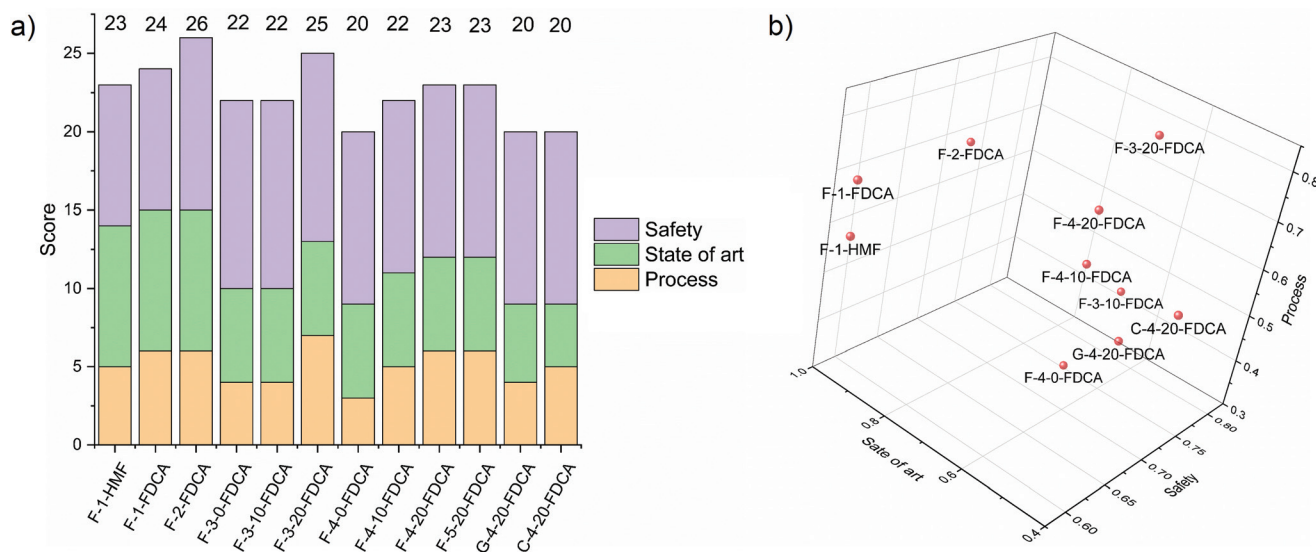 a)
23 24 26 22 22 25 20 22 23 23 20 20
25
20
15
10
5
0
Score
F-1-HMF
F-1-FDCA
F-2-FDCA
F-3-0-FDCA
F-3-10-FDCA
F-3-20-FDCA
F-4-0-FDCA
F-4-10-FDCA
F-4-20-FDCA
F-5-20-FDCA
G-4-20-FDCA
C-4-20-FDCA
Safety
State of art
Process
b)
F-2-FDCA
F-3-20-FDCA
F-1-FDCA
F-4-20-FDCA
F-1-HMF
F-4-10-FDCA
F-3-10-FDCA
C-4-20-FDCA
G-4-20-FDCA
F-4-0-FDCA
0.8
0.7
0.6
0.5
0.4
0.3
Process
1.0
0.8
0.6
0.4
Sate of art
0.80
0.75
0.70
0.65
0.60
Safety